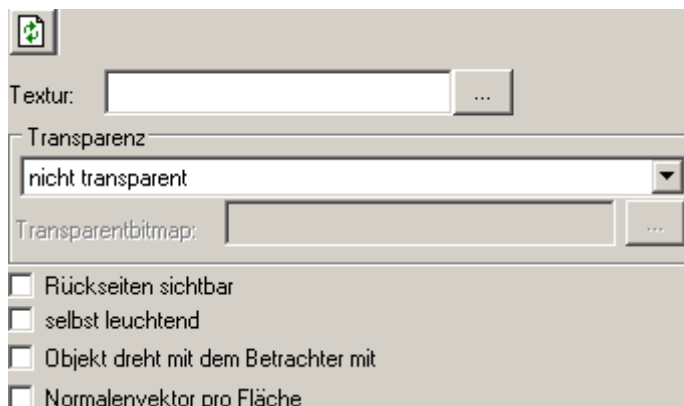 Textur:
...
Transparenz
nicht transparent
Transparentbitmap:
...
Rückseiten sichtbar
selbst leuchtend
Objekt dreht mit dem Betrachter mit
Normalenvektor pro Fläche